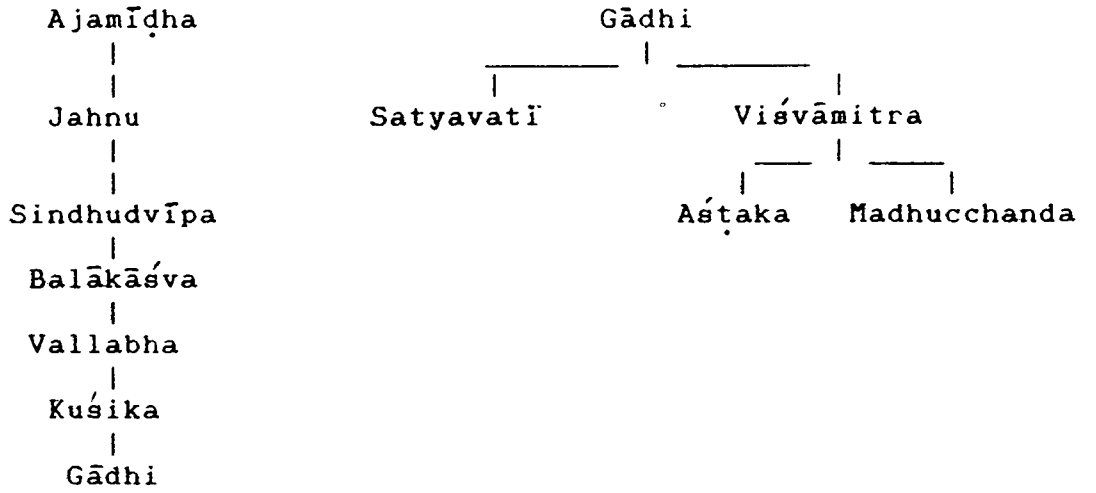 Ajamīḍha Gādhi
Jahnu Satyavatī Viśvāmitra
Sindhudvīpa Aśṭaka Madhucchanda
Balākāśva
Vallabha
Kuśika
Gādhi